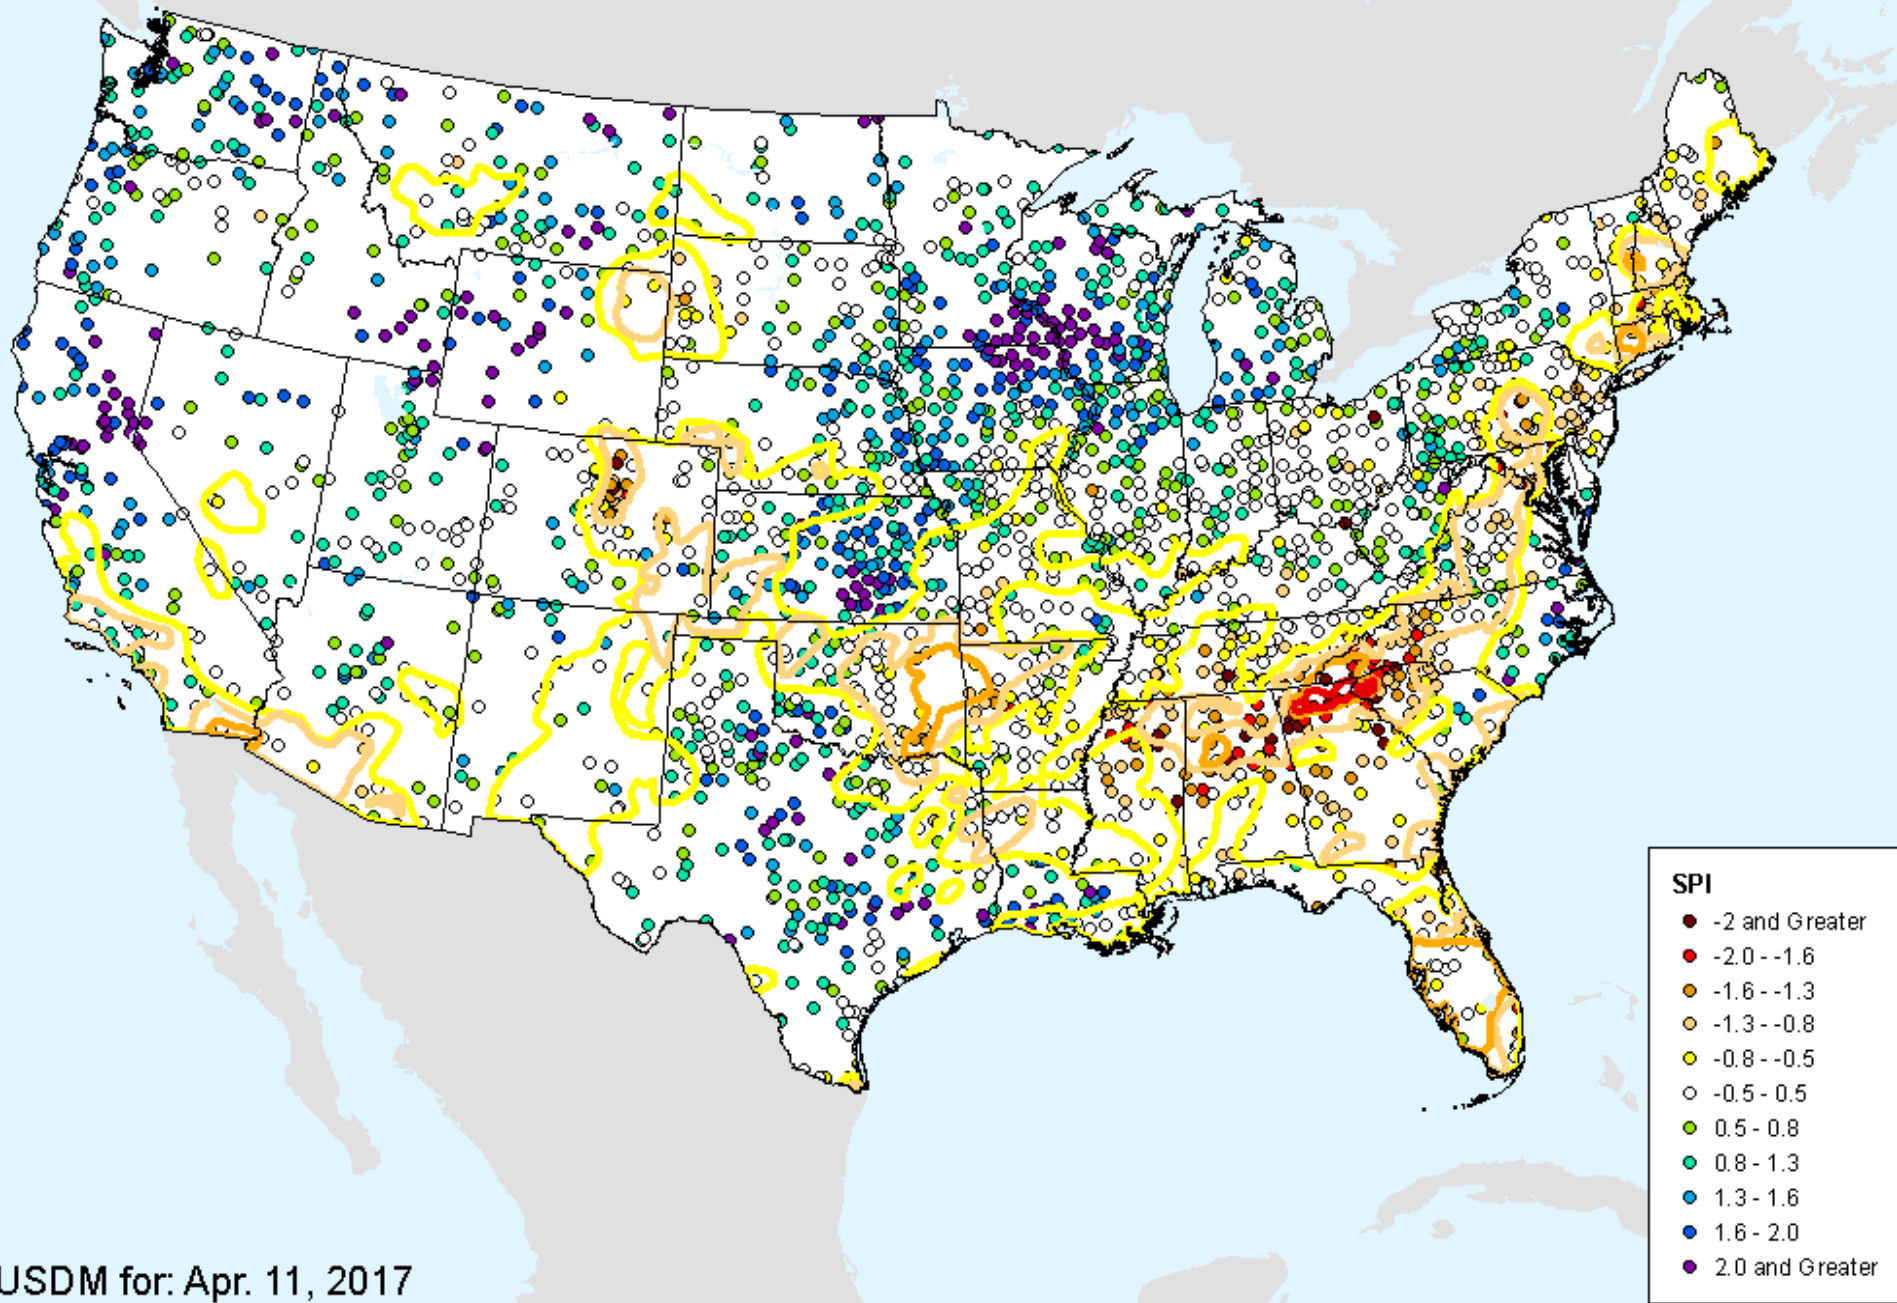 SPI
-2 and Greater
-2.0 - -1.6
-1.6 - -1.3
-1.3 - -0.8
-0.8 - -0.5
-0.5 - 0.5
0.5 - 0.8
0.8 - 1.3
1.3 - 1.6
1.6 - 2.0
2.0 and Greater
USDM for: Apr. 11, 2017